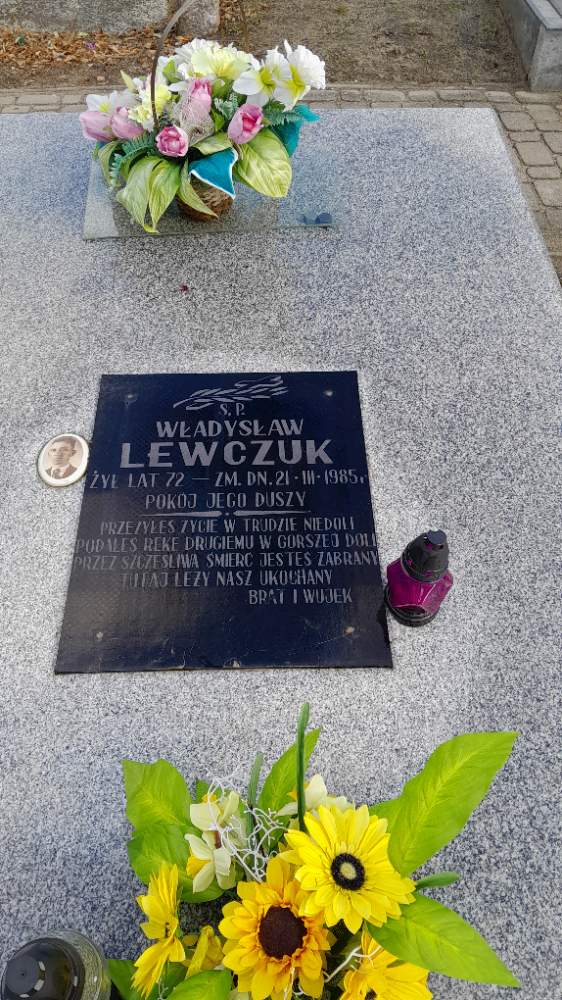 Ś.P.
WŁADYSŁAW
LEWCZUK
ŻYŁ LAT 72 — ZM. DN. 21·III·1985r
POKÓJ JEGO DUSZY
PRZEŻYŁEŚ ŻYCIE W TRUDZIE NIEDOLI
PODAŁEŚ RĘKĘ DRUGIEMU W GORSZEJ DOLI
PRZEZ SZCZĘŚLIWĄ ŚMIERĆ JESTEŚ ZABRANY
TUTAJ LEŻY NASZ UKOCHANY
BRAT I WUJEK